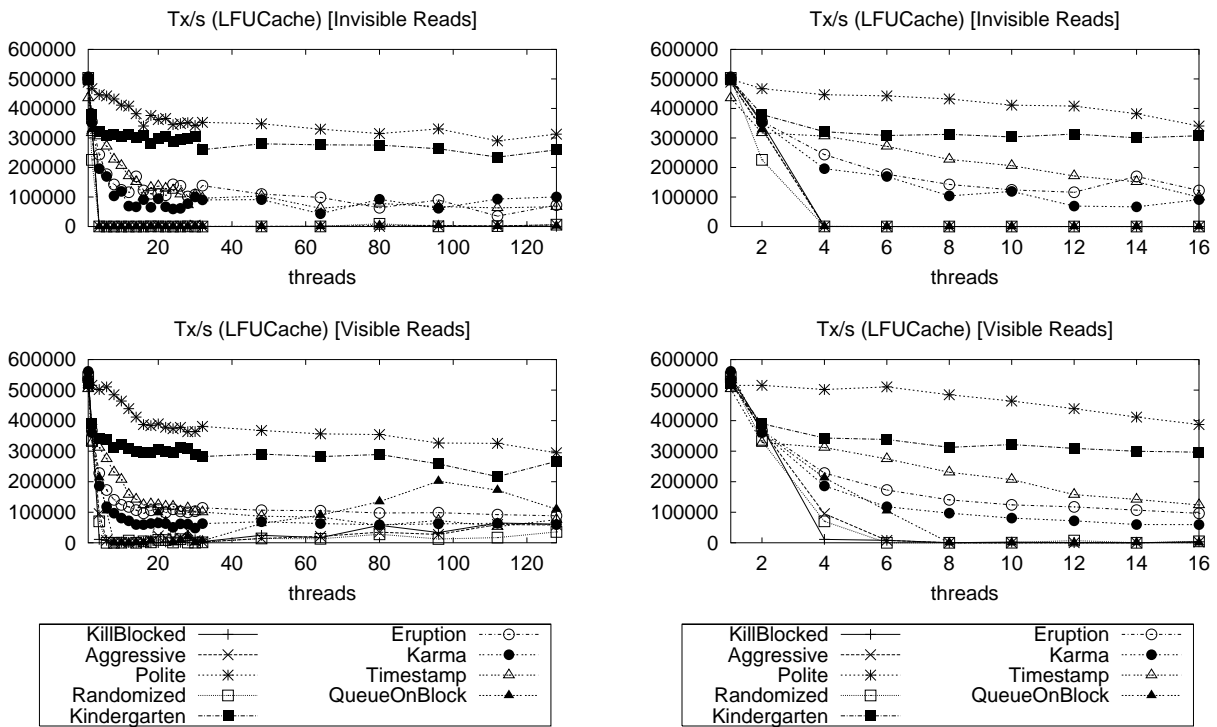 Tx/s (LFUCache) [Invisible Reads]
600000
500000
400000
300000
200000
100000
0
20 40 60 80 100 120
threads
Tx/s (LFUCache) [Invisible Reads]
600000
500000
400000
300000
200000
100000
0
2 4 6 8 10 12 14 16
threads
Tx/s (LFUCache) [Visible Reads]
600000
500000
400000
300000
200000
100000
0
20 40 60 80 100 120
threads
Tx/s (LFUCache) [Visible Reads]
600000
500000
400000
300000
200000
100000
0
2 4 6 8 10 12 14 16
threads
KillBlocked
Aggressive
Polite
Randomized
Kindergarten
Eruption
Karma
Timestamp
QueueOnBlock
KillBlocked
Aggressive
Polite
Randomized
Kindergarten
Eruption
Karma
Timestamp
QueueOnBlock